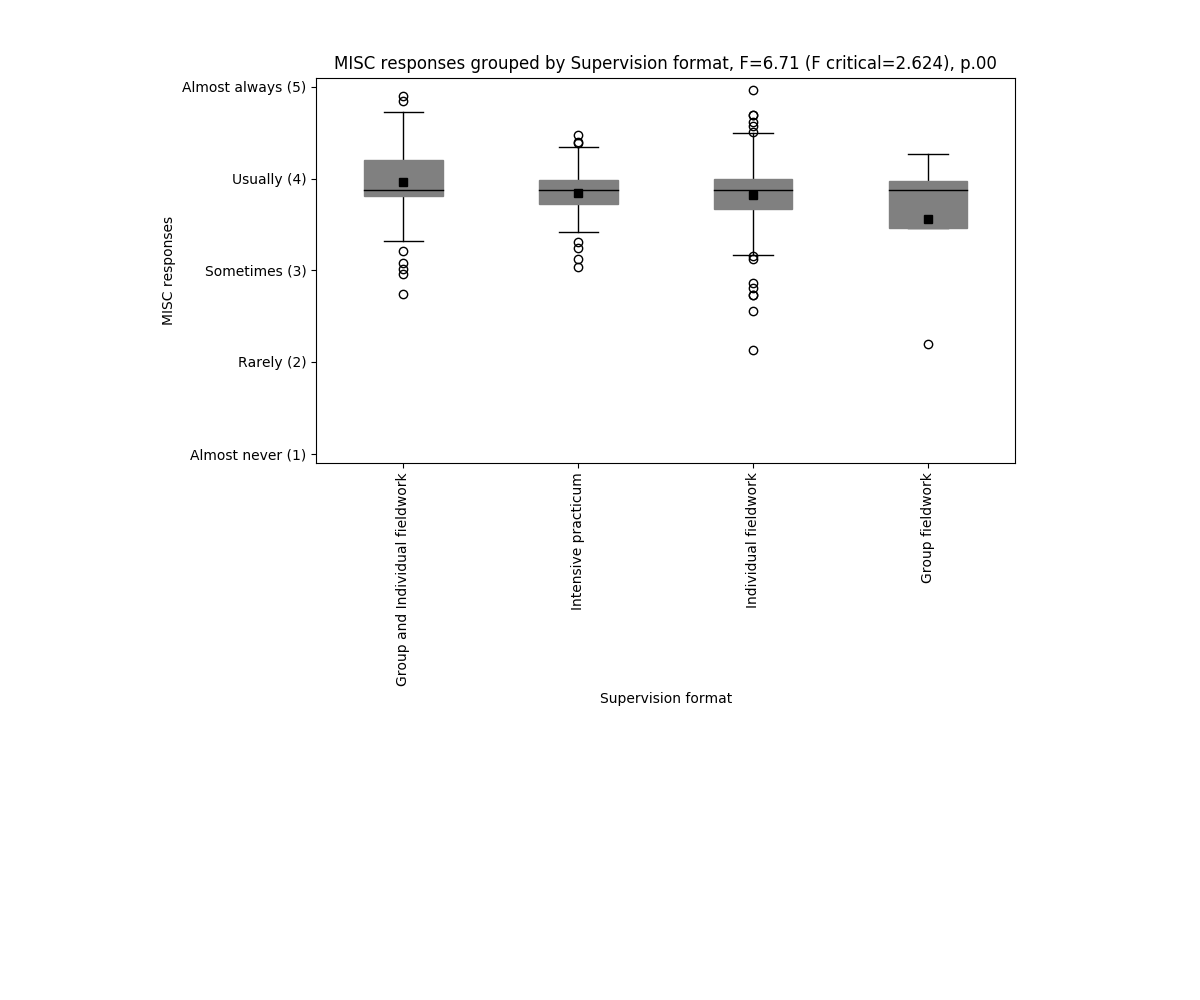 MISC responses grouped by Supervision format, F=6.71 (F critical=2.624), p.00
Almost always (5)
Usually (4)
Sometimes (3)
Rarely (2)
Almost never (1)
MISC responses
Group and Individual fieldwork
Intensive practicum
Individual fieldwork
Group fieldwork
Supervision format